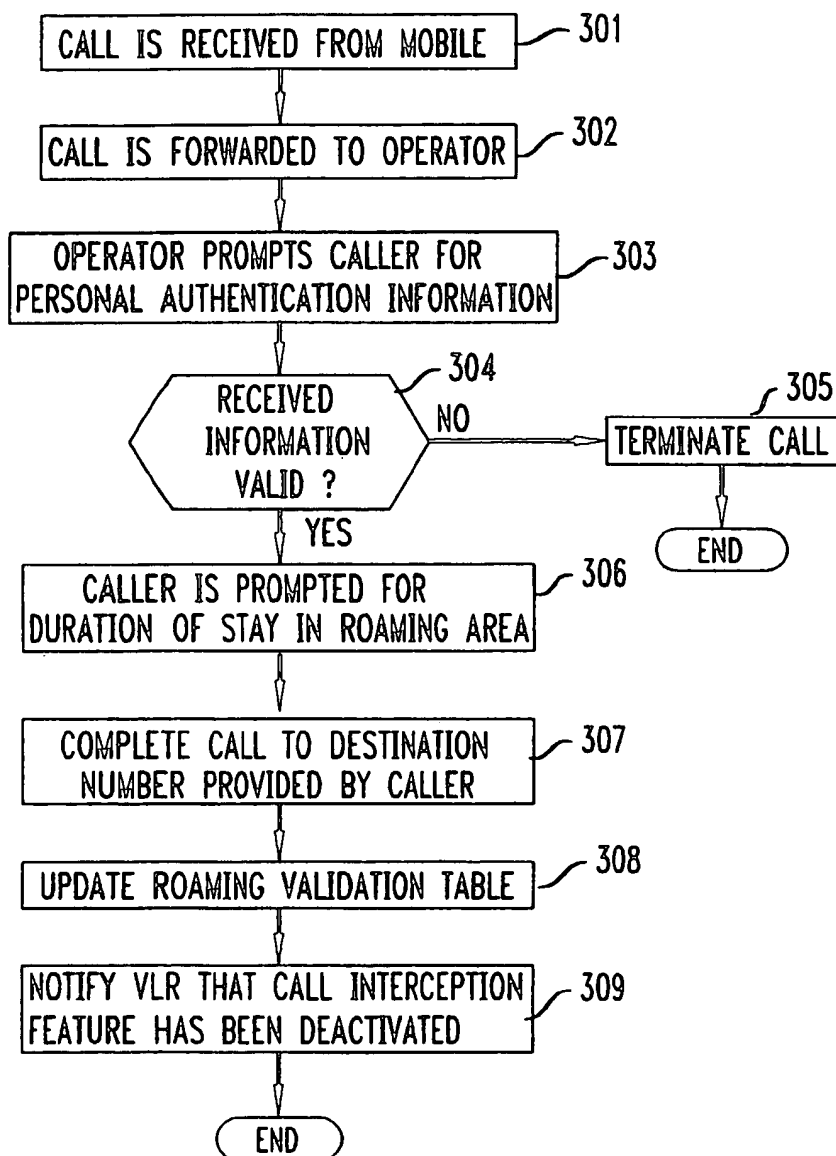 CALL IS RECEIVED FROM MOBILE
301
CALL IS FORWARDED TO OPERATOR
302
OPERATOR PROMPTS CALLER FOR
PERSONAL AUTHENTICATION INFORMATION
303
304
RECEIVED
INFORMATION
VALID ?
NO
305
TERMINATE CALL
END
YES
CALLER IS PROMPTED FOR
DURATION OF STAY IN ROAMING AREA
306
COMPLETE CALL TO DESTINATION
NUMBER PROVIDED BY CALLER
307
UPDATE ROAMING VALIDATION TABLE
308
NOTIFY VLR THAT CALL INTERCEPTION
FEATURE HAS BEEN DEACTIVATED
309
END